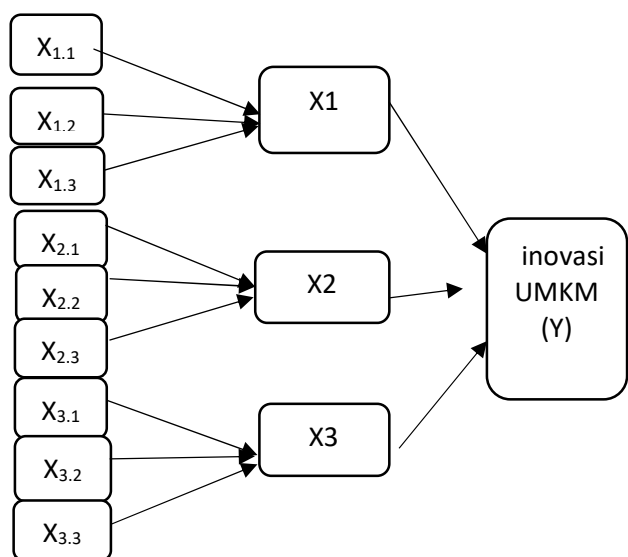 X1.1
X1.2
X1.3
X2.1
X2.2
X2.3
X3.1
X3.2
X3.3
X1
X2
X3
inovasi
UMKM
(Y)